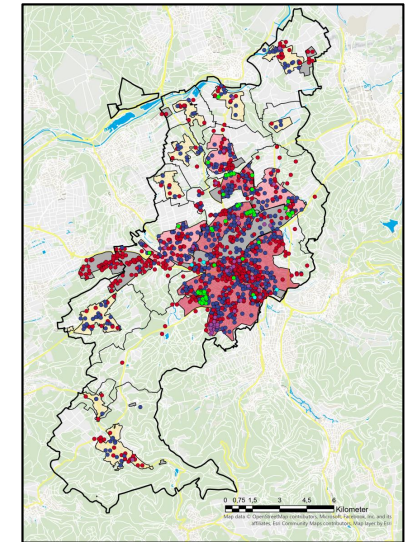 0 0,75 1,5 3 4,5 6
Kilometer
Map data © OpenStreetMap contributors, Microsoft, Facebook, Inc. and its
affiliates, Esri Community Maps contributors, Map layer by Esri